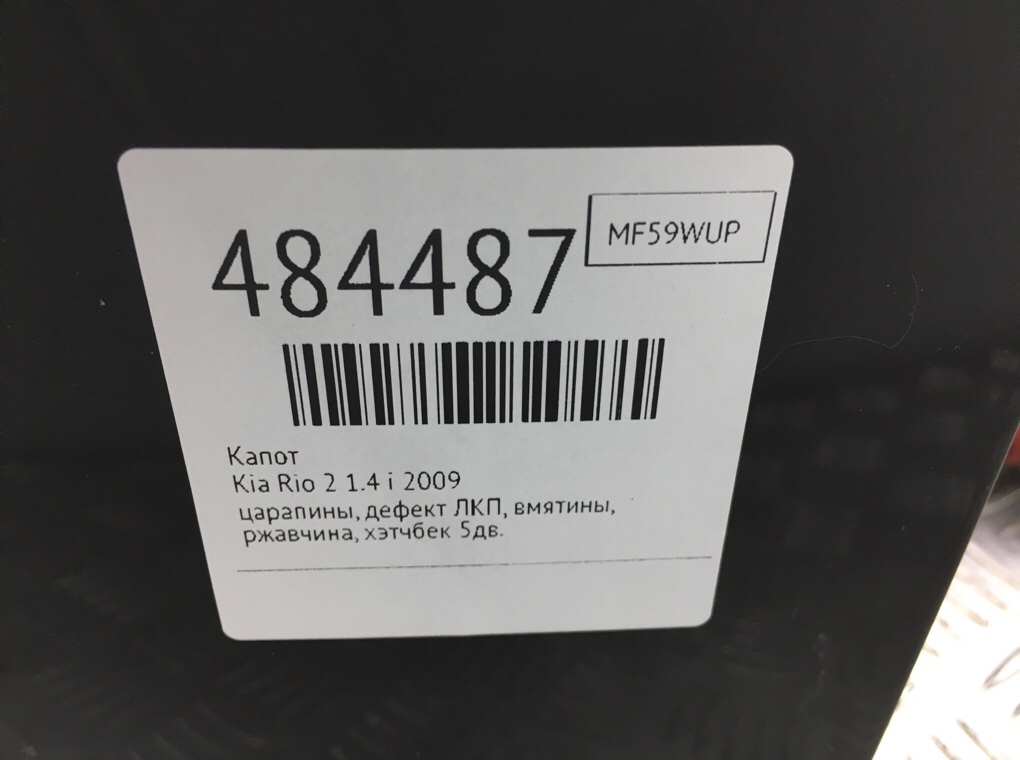 484487
MF59WUP
Капот
Kia Rio 2 1.4 i 2009
царапины, дефект ЛКП, вмятины,
ржавчина, хэтчбек 5дв.